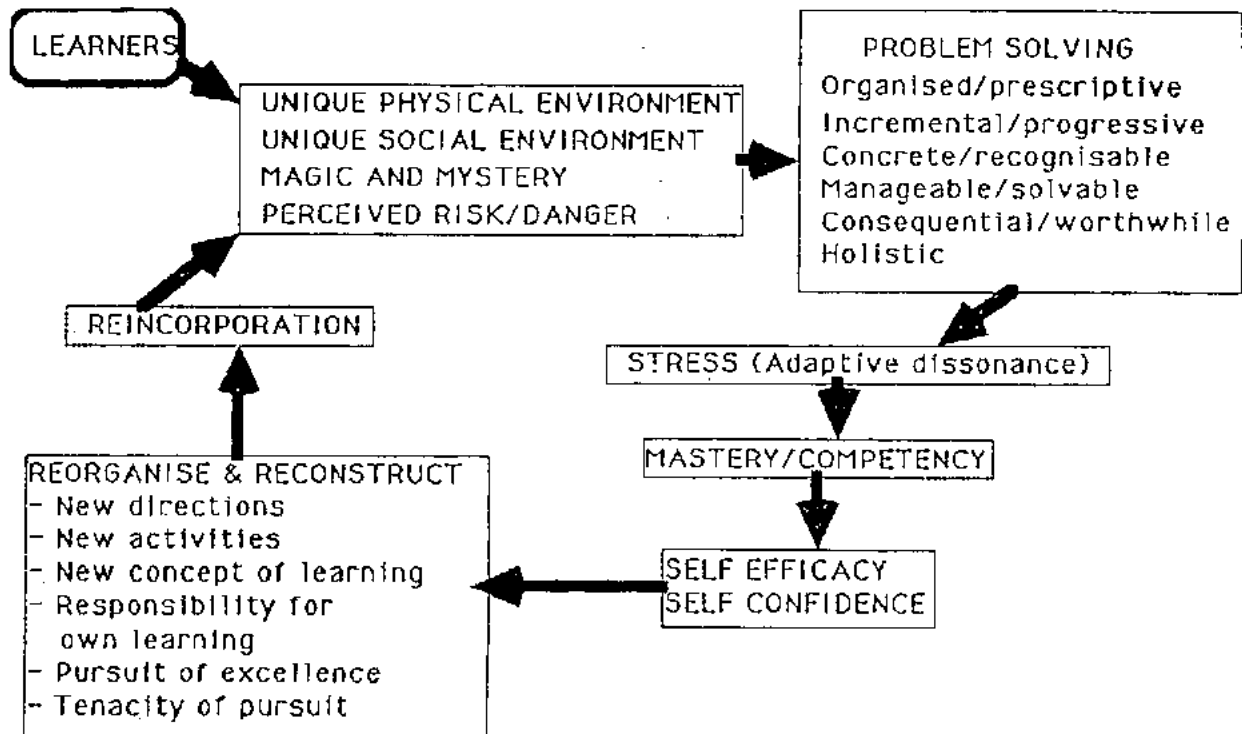 LEARNERS
UNIQUE PHYSICAL ENVIRONMENT
UNIQUE SOCIAL ENVIRONMENT
MAGIC AND MYSTERY
PERCEIVED RISK/DANGER
PROBLEM SOLVING
Organised/prescriptive
Incremental/progressive
Concrete/recognisable
Manageable/solvable
Consequential/worthwhile
Holistic
STRESS (Adaptive dissonance)
MASTERY/COMPETENCY
SELF EFFICACY
SELF CONFIDENCE
REORGANISE & RECONSTRUCT
- New directions
- New activities
- New concept of learning
- Responsibility for
own learning
- Pursuit of excellence
- Tenacity of pursuit
REINCORPORATION